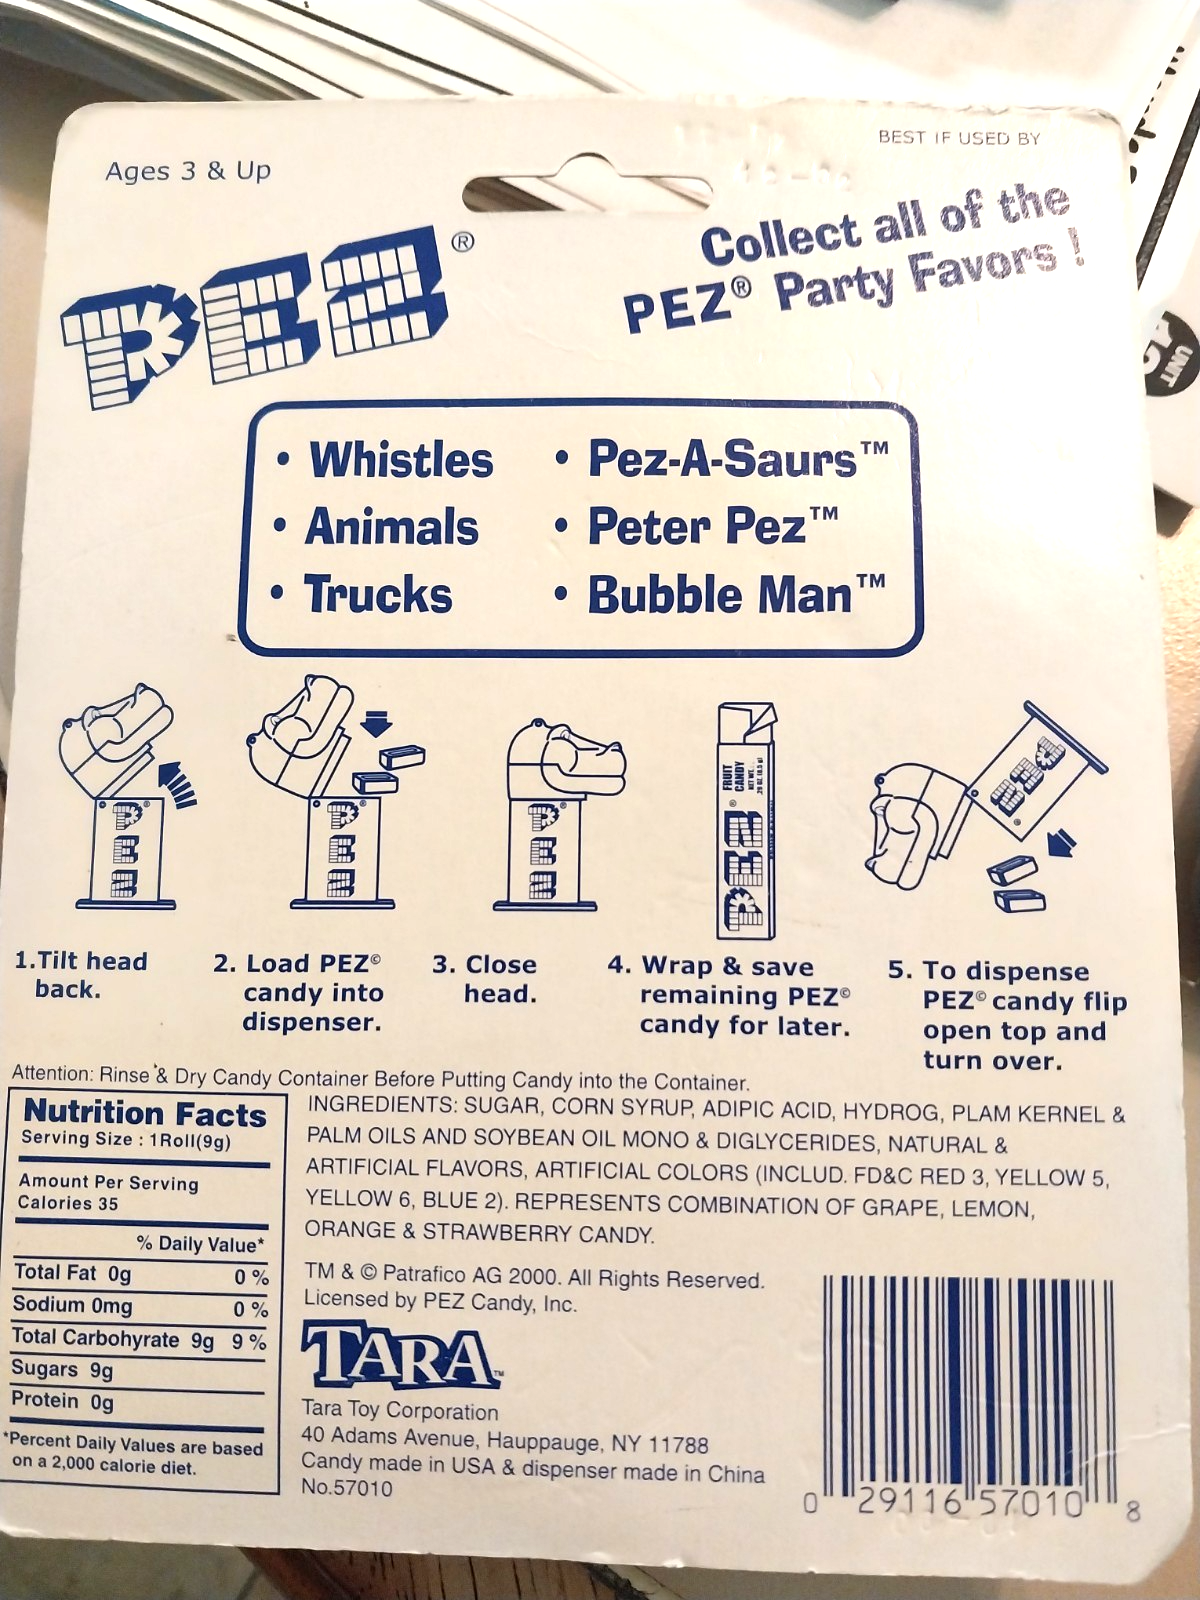 Ages 3 & Up
BEST IF USED BY
PEZ®
Collect all of the
PEZ® Party Favors !
• Whistles
• Animals
• Trucks
• Pez-A-Saurs™
• Peter Pez™
• Bubble Man™
PEZ®
PEZ®
PEZ®
PEZ®
FRUIT
CANDY
PEZ®
1.Tilt head
back.
2. Load PEZ©
candy into
dispenser.
3. Close
head.
4. Wrap & save
remaining PEZ©
candy for later.
5. To dispense
PEZ© candy flip
open top and
turn over.
Attention: Rinse & Dry Candy Container Before Putting Candy into the Container.
Nutrition Facts
Serving Size : 1Roll(9g)
Amount Per Serving
Calories 35
% Daily Value*
Total Fat 0g 0 %
Sodium 0mg 0 %
Total Carbohyrate 9g 9 %
Sugars 9g
Protein 0g
*Percent Daily Values are based
on a 2,000 calorie diet.
INGREDIENTS: SUGAR, CORN SYRUP, ADIPIC ACID, HYDROG, PLAM KERNEL &
PALM OILS AND SOYBEAN OIL MONO & DIGLYCERIDES, NATURAL &
ARTIFICIAL FLAVORS, ARTIFICIAL COLORS (INCLUD. FD&C RED 3, YELLOW 5,
YELLOW 6, BLUE 2). REPRESENTS COMBINATION OF GRAPE, LEMON,
ORANGE & STRAWBERRY CANDY.
TM & © Patrafico AG 2000. All Rights Reserved.
Licensed by PEZ Candy, Inc.
TARA™
Tara Toy Corporation
40 Adams Avenue, Hauppauge, NY 11788
Candy made in USA & dispenser made in China
No.57010
0 29116 57010 8
UNIT